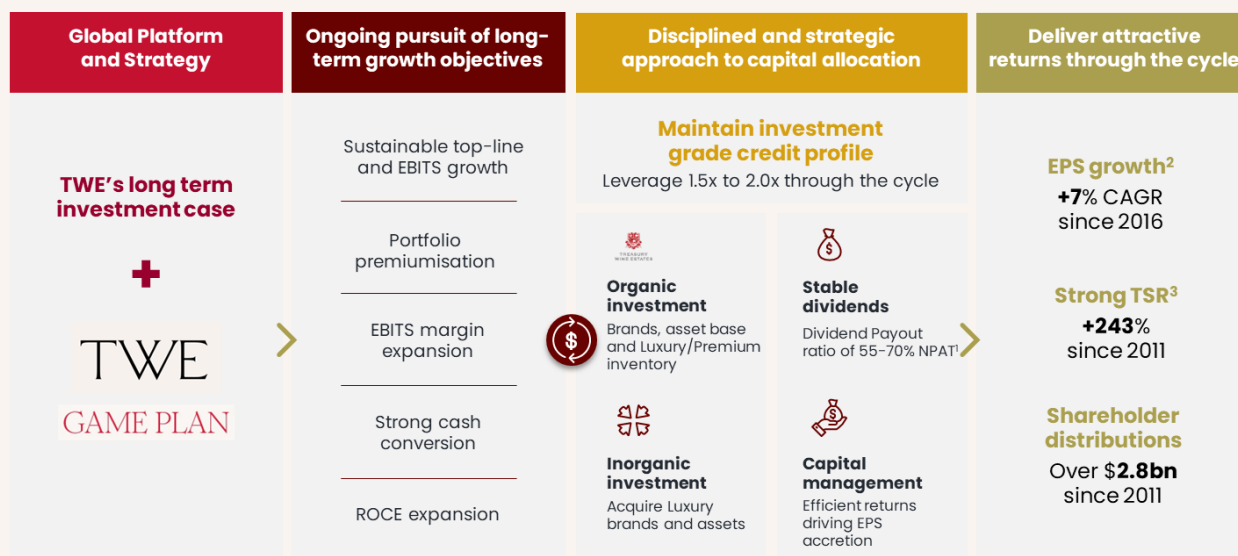 Global Platform
and Strategy
TWE's long term
investment case
TWE
GAME PLAN
Ongoing pursuit of long-
term growth objectives
Sustainable top-line
and EBITS growth
Portfolio
premiumisation
EBITS margin
expansion
Strong cash
conversion
ROCE expansion
$
Disciplined and strategic
approach to capital allocation
Maintain investment
grade credit profile
Leverage 1.5x to 2.0x through the cycle
TREASURY
WINE ESTATES
Organic
investment
Brands, asset base
and Luxury/Premium
inventory
$
Stable
dividends
Dividend Payout
ratio of 55-70% NPAT¹
Inorganic
investment
Acquire Luxury
brands and assets
$
Capital
management
Efficient returns
driving EPS
accretion
Deliver attractive
returns through the cycle
EPS growth²
+7% CAGR
since 2016
Strong TSR³
+243%
since 2011
Shareholder
distributions
Over $2.8bn
since 2011